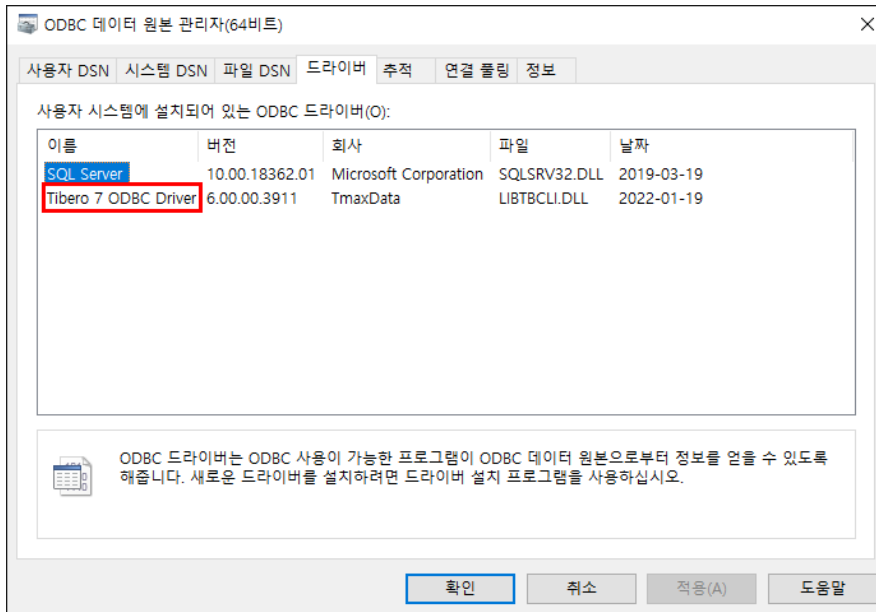 ODBC 데이터 원본 관리자(64비트)
사용자 DSN 시스템 DSN 파일 DSN 드라이버 추적 연결 풀링 정보
사용자 시스템에 설치되어 있는 ODBC 드라이버(O):
이름 버전 회사 파일 날짜
SQL Server 10.00.18362.01 Microsoft Corporation SQLSRV32.DLL 2019-03-19
Tibero 7 ODBC Driver 6.00.00.3911 TmaxData LIBTBCLI.DLL 2022-01-19
ODBC 드라이버는 ODBC 사용이 가능한 프로그램이 ODBC 데이터 원본으로부터 정보를 얻을 수 있도록
해줍니다. 새로운 드라이버를 설치하려면 드라이버 설치 프로그램을 사용하십시오.
확인 취소 적용(A) 도움말